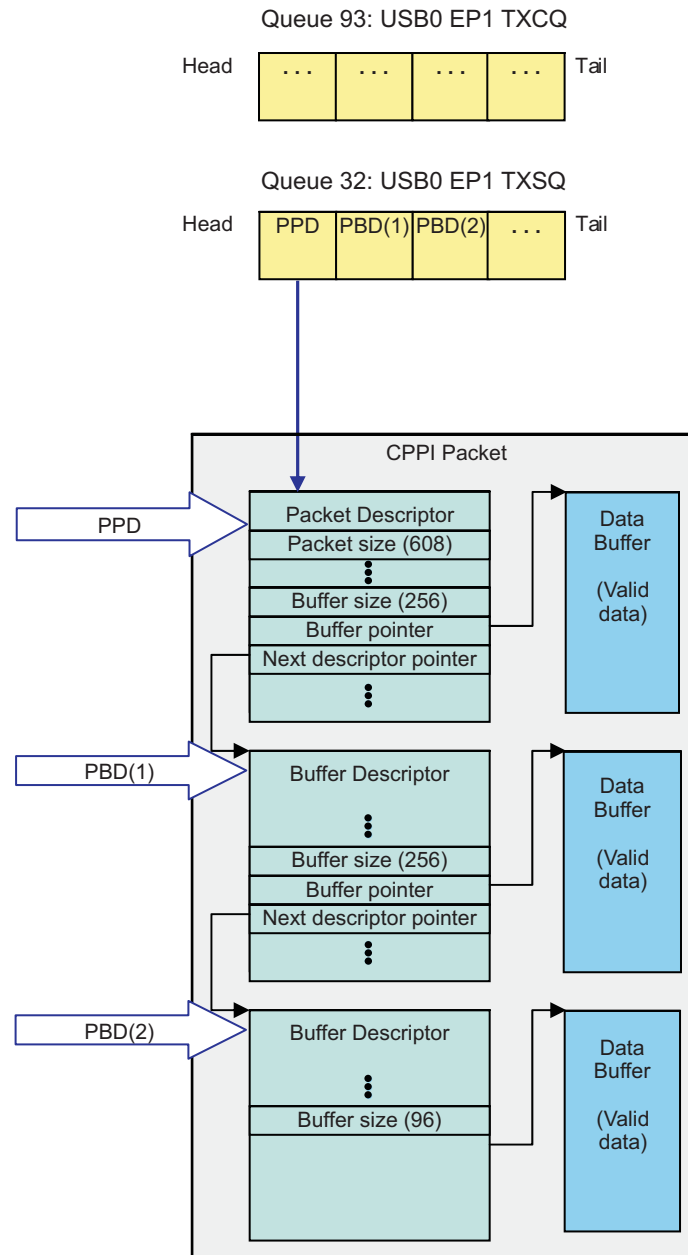 Queue 93: USB0 EP1 TXCQ
Head
. . .
. . .
. . .
. . .
Tail
Queue 32: USB0 EP1 TXSQ
Head
PPD
PBD(1)
PBD(2)
. . .
Tail
CPPI Packet
PPD
Packet Descriptor
Packet size (608)
Buffer size (256)
Buffer pointer
Next descriptor pointer
Data
Buffer
(Valid
data)
PBD(1)
Buffer Descriptor
Buffer size (256)
Buffer pointer
Next descriptor pointer
Data
Buffer
(Valid
data)
PBD(2)
Buffer Descriptor
Buffer size (96)
Data
Buffer
(Valid
data)